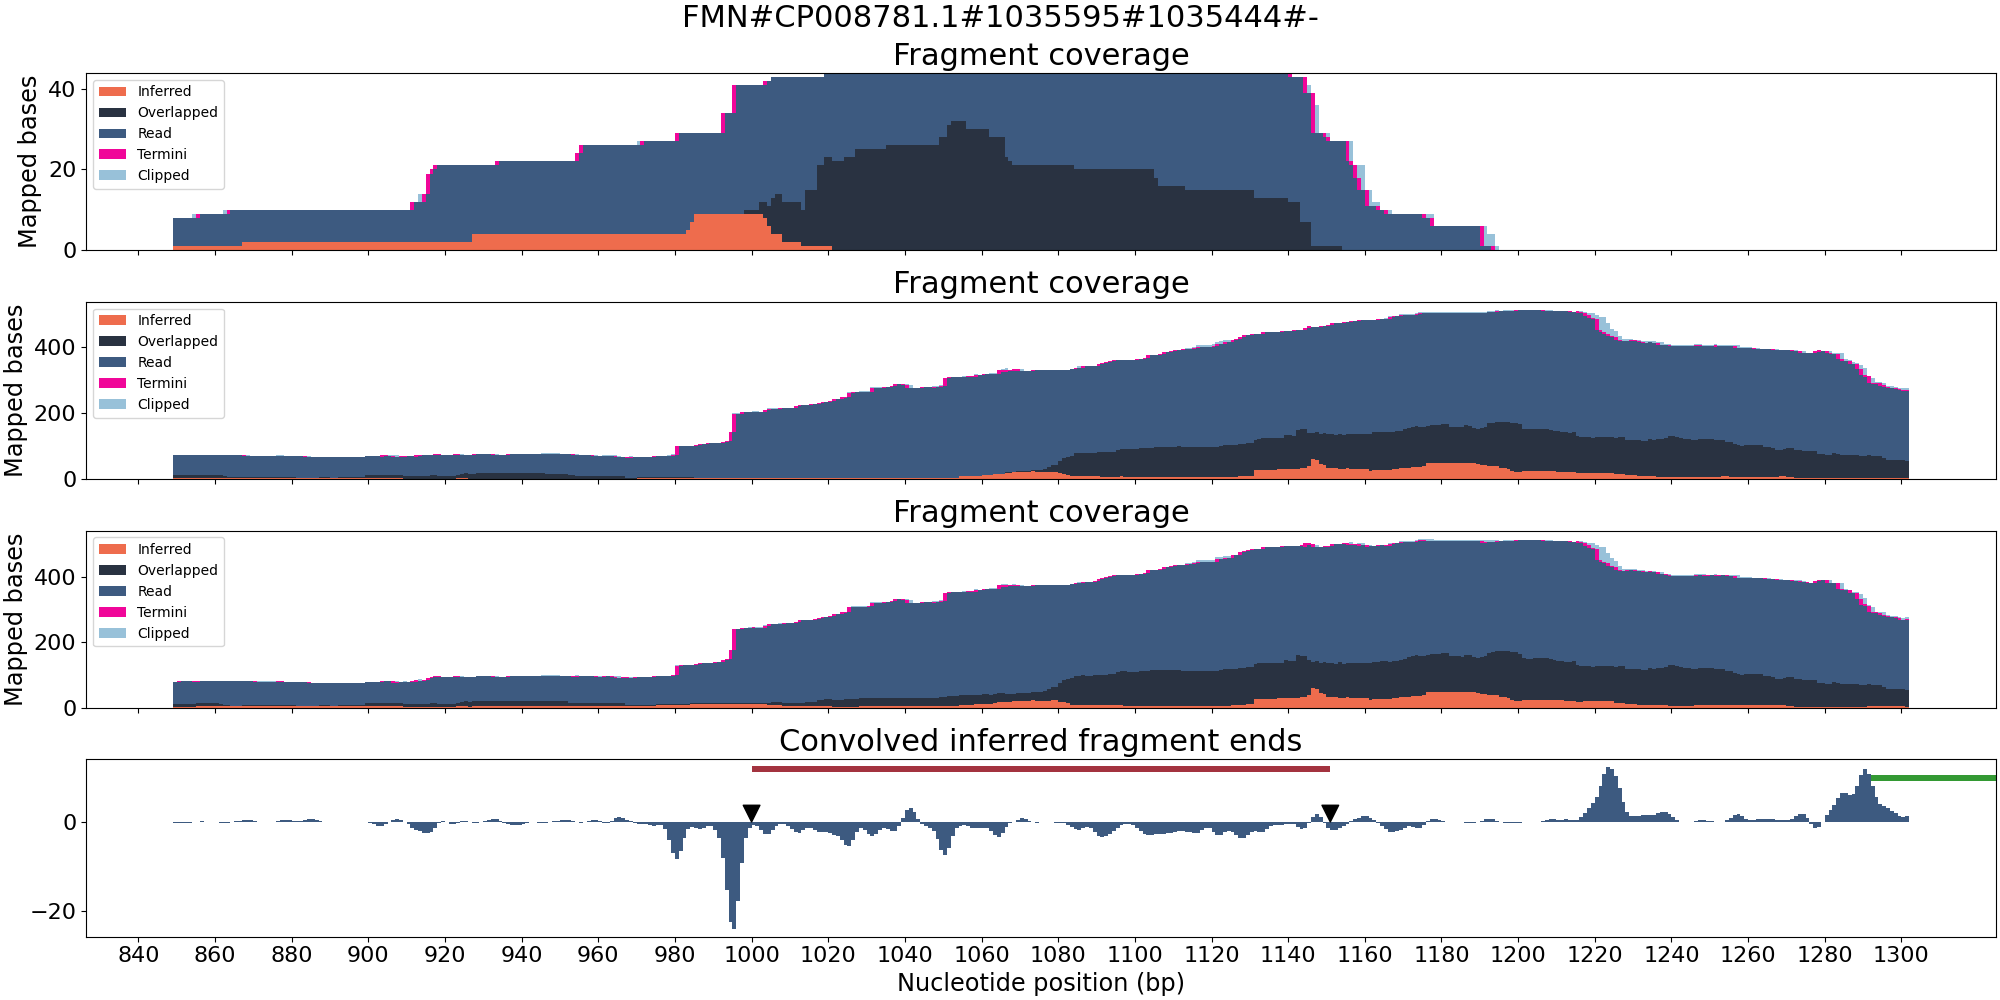 FMN#CP008781.1#1035595#1035444#-
Fragment coverage
Mapped bases
40
20
0
Inferred
Overlapped
Read
Termini
Clipped
Fragment coverage
Mapped bases
400
200
0
Inferred
Overlapped
Read
Termini
Clipped
Fragment coverage
Mapped bases
400
200
0
Inferred
Overlapped
Read
Termini
Clipped
Convolved inferred fragment ends
0
−20
840 860 880 900 920 940 960 980 1000 1020 1040 1060 1080 1100 1120 1140 1160 1180 1200 1220 1240 1260 1280 1300
Nucleotide position (bp)